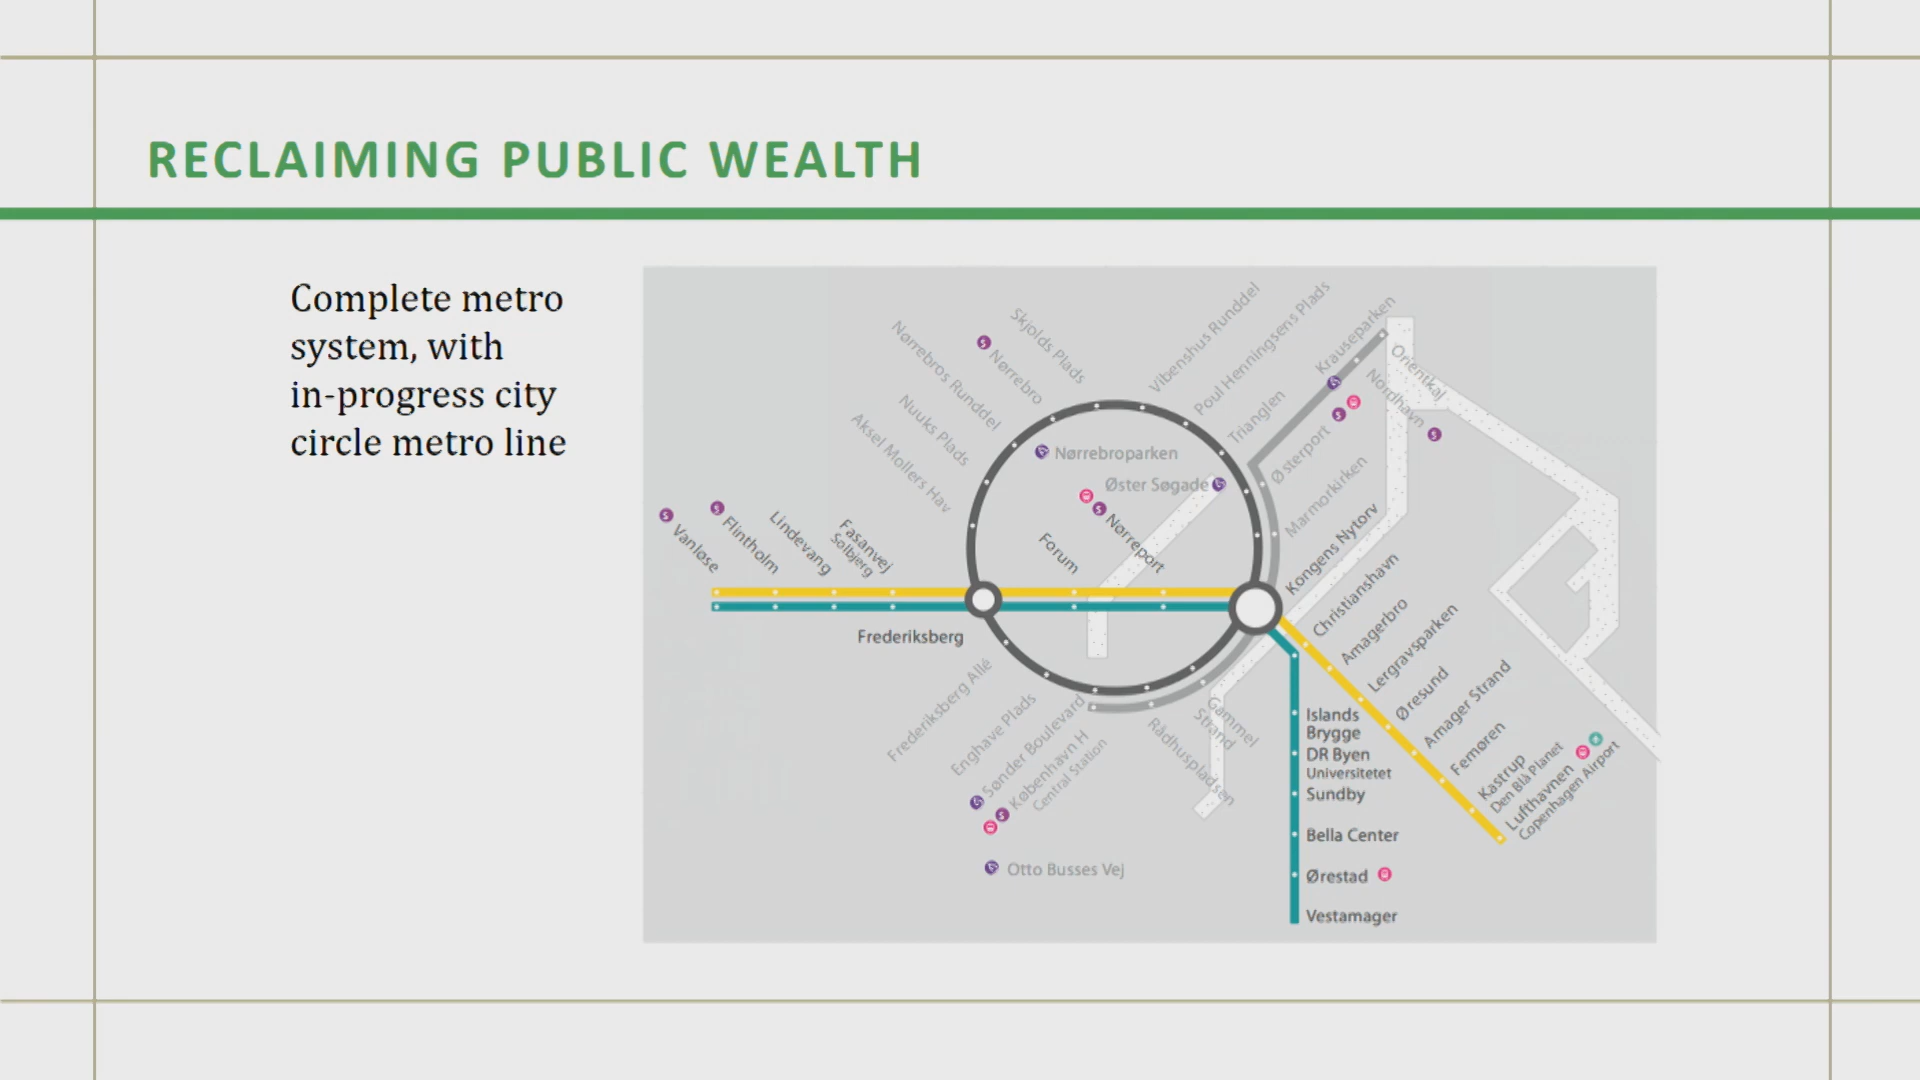 RECLAIMING PUBLIC WEALTH
Complete metro
system, with
in-progress city
circle metro line
Vanløse
Flintholm
Lindevang
Fasanvej
Solbjerg
Frederiksberg
Forum
Nørreport
Aksel Mollers Hav
Nuuks Plads
Nørrebros Runddel
Nørrebro
Skjolds Plads
Vibenshus Runddel
Poul Henningsens Plads
Trianglen
Krauseparken
Orientkaj
Nordhavn
Østerport
Marmorkirken
Nørrebroparken
Øster Søgade
Kongens Nytorv
Christianshavn
Amagerbro
Lergravsparken
Øresund
Amager Strand
Femøren
Kastrup
Den Blå Planet
Lufthavnen
Copenhagen Airport
Frederiksberg Allé
Enghave Plads
Sønder Boulevard
København H
Central Station
Rådhuspladsen
Gammel
Strand
Otto Busses Vej
Islands
Brygge
DR Byen
Universitetet
Sundby
Bella Center
Ørestad
Vestamager